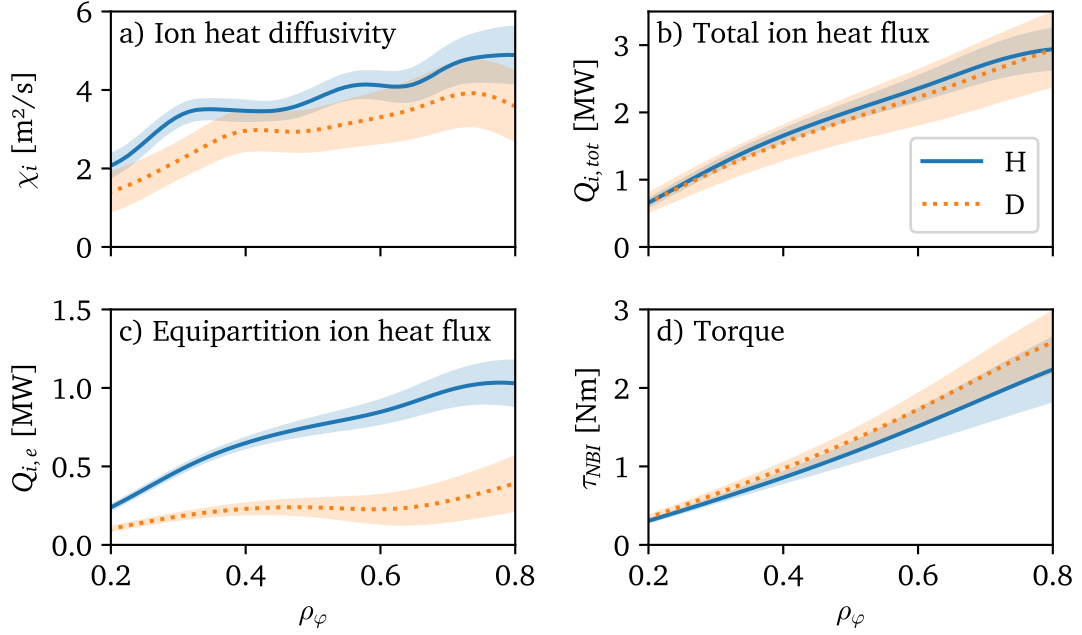 a) Ion heat diffusivity
6
4
2
0
χᵢ [m²/s]
b) Total ion heat flux
3
2
1
0
Qᵢ,ₜₒₜ [MW]
H
D
c) Equipartition ion heat flux
1.5
1.0
0.5
0.0
Qᵢ,ₑ [MW]
0.2 0.4 0.6 0.8
ρᵩ
d) Torque
3
2
1
0
τ_NBI [Nm]
0.2 0.4 0.6 0.8
ρᵩ